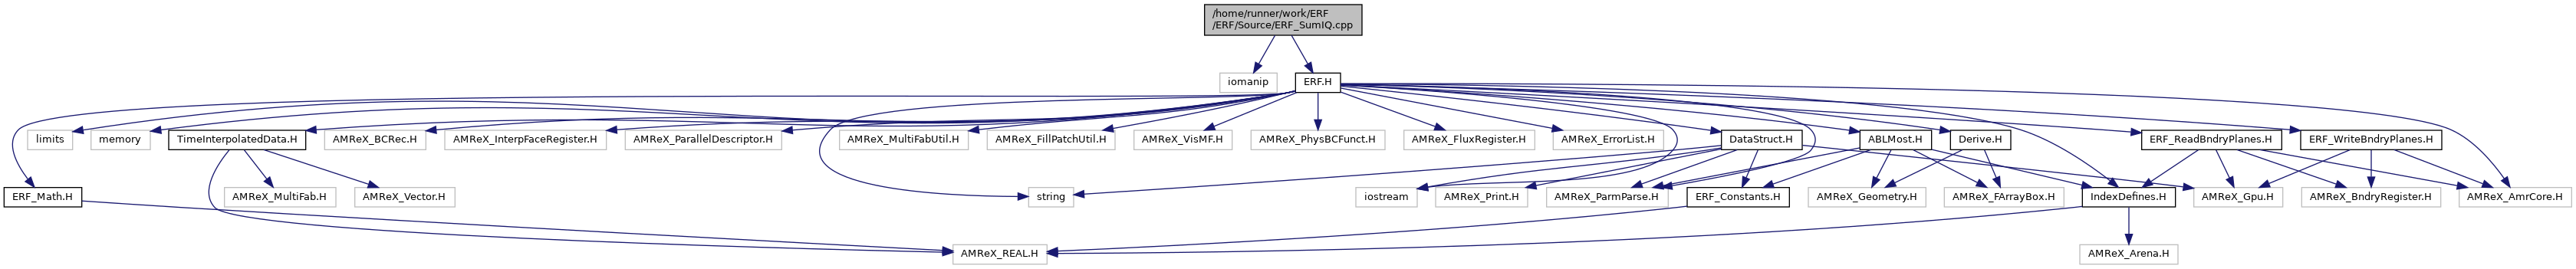 /home/runner/work/ERF
/ERF/Source/ERF_SumIQ.cpp
iomanip
ERF.H
limits
memory
TimeInterpolatedData.H
AMReX_BCRec.H
AMReX_InterpFaceRegister.H
AMReX_ParallelDescriptor.H
AMReX_MultiFabUtil.H
AMReX_FillPatchUtil.H
AMReX_VisMF.H
AMReX_PhysBCFunct.H
AMReX_FluxRegister.H
AMReX_ErrorList.H
DataStruct.H
ABLMost.H
Derive.H
ERF_ReadBndryPlanes.H
ERF_WriteBndryPlanes.H
ERF_Math.H
AMReX_MultiFab.H
AMReX_Vector.H
string
iostream
AMReX_Print.H
AMReX_ParmParse.H
ERF_Constants.H
AMReX_Geometry.H
AMReX_FArrayBox.H
IndexDefines.H
AMReX_Gpu.H
AMReX_BndryRegister.H
AMReX_AmrCore.H
AMReX_REAL.H
AMReX_Arena.H